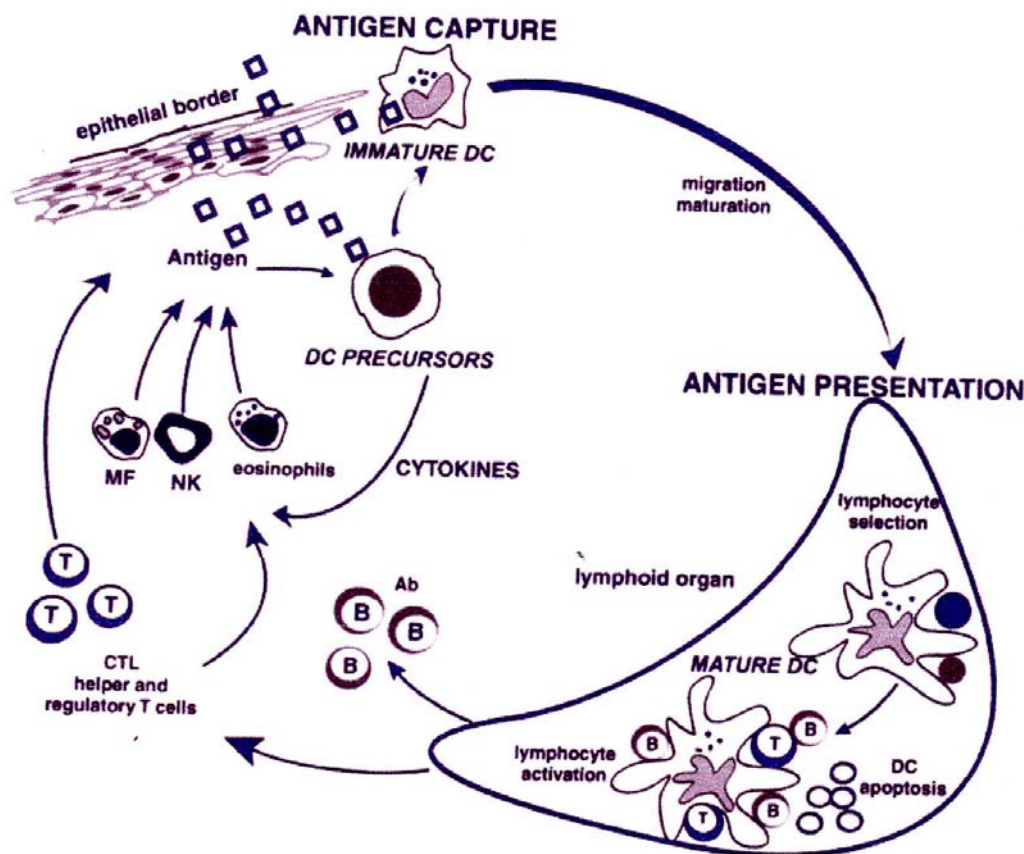 ANTIGEN CAPTURE
epithelial border
IMMATURE DC
migration
maturation
Antigen
DC PRECURSORS
ANTIGEN PRESENTATION
MF
NK
eosinophils
CYTOKINES
lymphocyte
selection
lymphoid organ
T
T
T
Ab
B
B
B
CTL
helper and
regulatory T cells
MATURE DC
lymphocyte
activation
B
T
B
T
B
DC
apoptosis